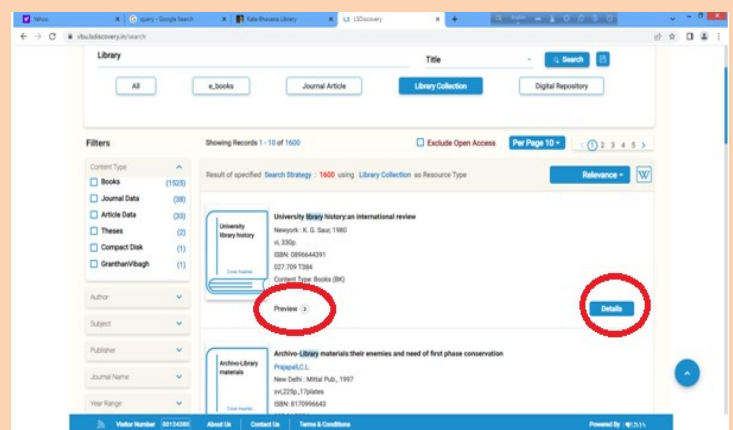 Yahoo
query - Google Search
Kala-Bhavana Library
LS LSDiscovery
vbu.lsdiscovery.in/search
Library
Title
Search
All
e_books
Journal Article
Library Collection
Digital Repository
Filters
Showing Records 1 - 10 of 1600
Exclude Open Access
Per Page 10
1 2 3 4 5
Content Type
Books (1525)
Journal Data (38)
Article Data (33)
Theses (2)
Compact Disk (1)
GranthanVibagh (1)
Author
Subject
Publisher
Journal Name
Year Range
Result of specified Search Strategy : 1600 using Library Collection as Resource Type
Relevance
W
University library history
University library history:an international review
Newyork : K. G. Saur, 1980
vi, 330p.
ISBN: 0896644391
027.709 T384
Content Type: Books (BK)
Preview
Details
Archivo-Library materials
Archivo-Library materials:their enemies and need of first phase conservation
Prajapati,C.L.
New Delhi : Mittal Pub., 1997
xvi,225p.,17plates
ISBN: 8170996643
Visitor Number 00124380
About Us
Contact Us
Terms & Conditions
Powered By